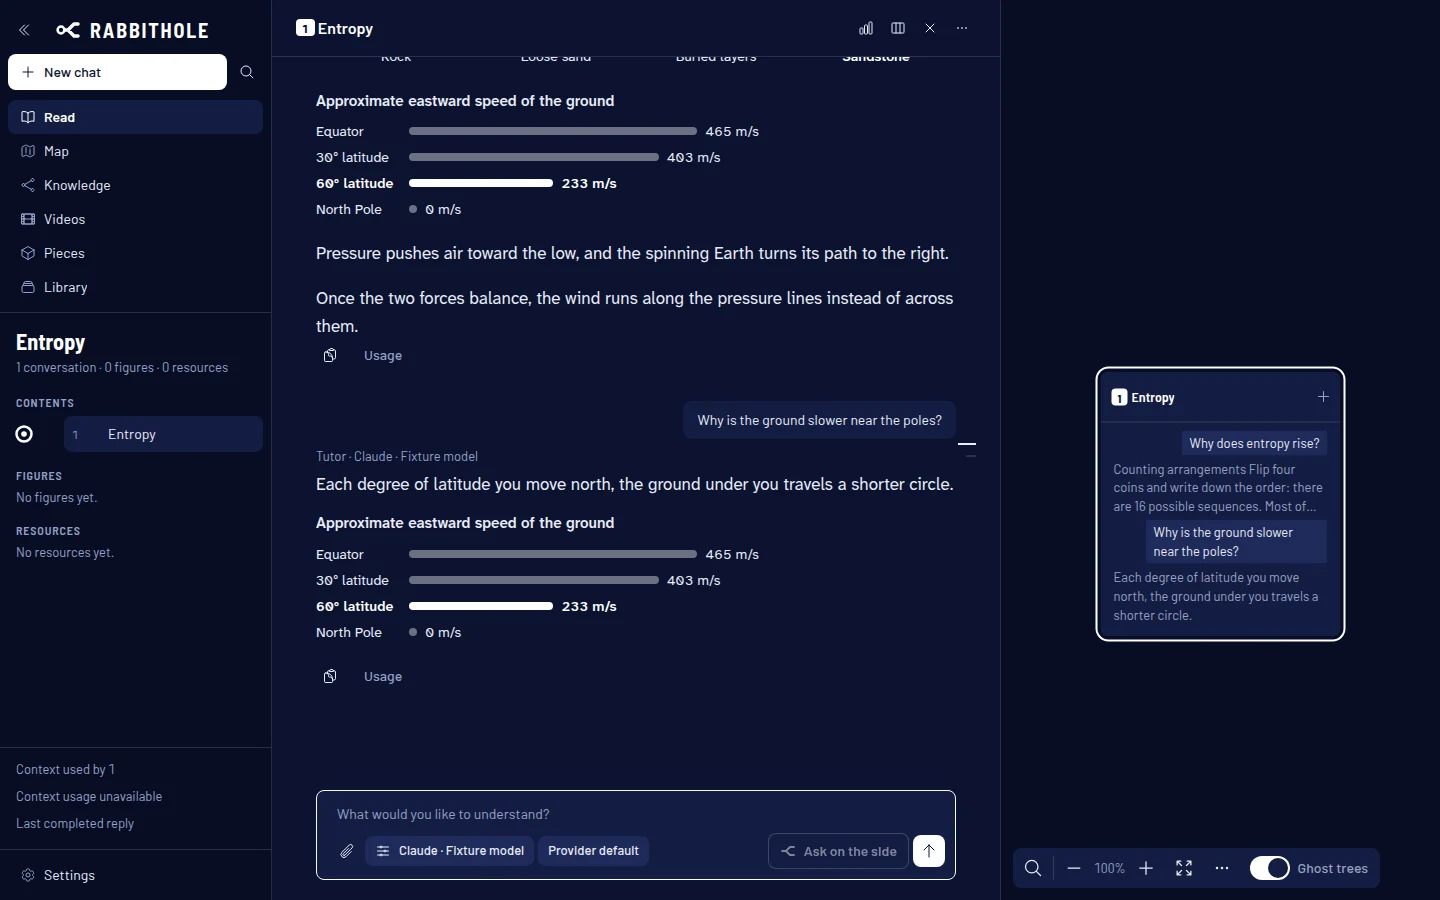 RABBITHOLE
New chat
Read
Map
Knowledge
Videos
Pieces
Library
Entropy
1 conversation · 0 figures · 0 resources
CONTENTS
1 Entropy
FIGURES
No figures yet.
RESOURCES
No resources yet.
Context used by 1
Context usage unavailable
Last completed reply
Settings
1 Entropy
Rock Loose sand Buried layers Sandstone
Approximate eastward speed of the ground
Equator 465 m/s
30° latitude 403 m/s
60° latitude 233 m/s
North Pole 0 m/s
Pressure pushes air toward the low, and the spinning Earth turns its path to the right.
Once the two forces balance, the wind runs along the pressure lines instead of across
them.
Usage
Why is the ground slower near the poles?
Tutor · Claude · Fixture model
Each degree of latitude you move north, the ground under you travels a shorter circle.
Approximate eastward speed of the ground
Equator 465 m/s
30° latitude 403 m/s
60° latitude 233 m/s
North Pole 0 m/s
Usage
What would you like to understand?
Claude · Fixture model
Provider default
Ask on the side
1 Entropy
Why does entropy rise?
Counting arrangements Flip four
coins and write down the order: there
are 16 possible sequences. Most of...
Why is the ground slower
near the poles?
Each degree of latitude you move
north, the ground under you travels a
shorter circle.
100%
Ghost trees